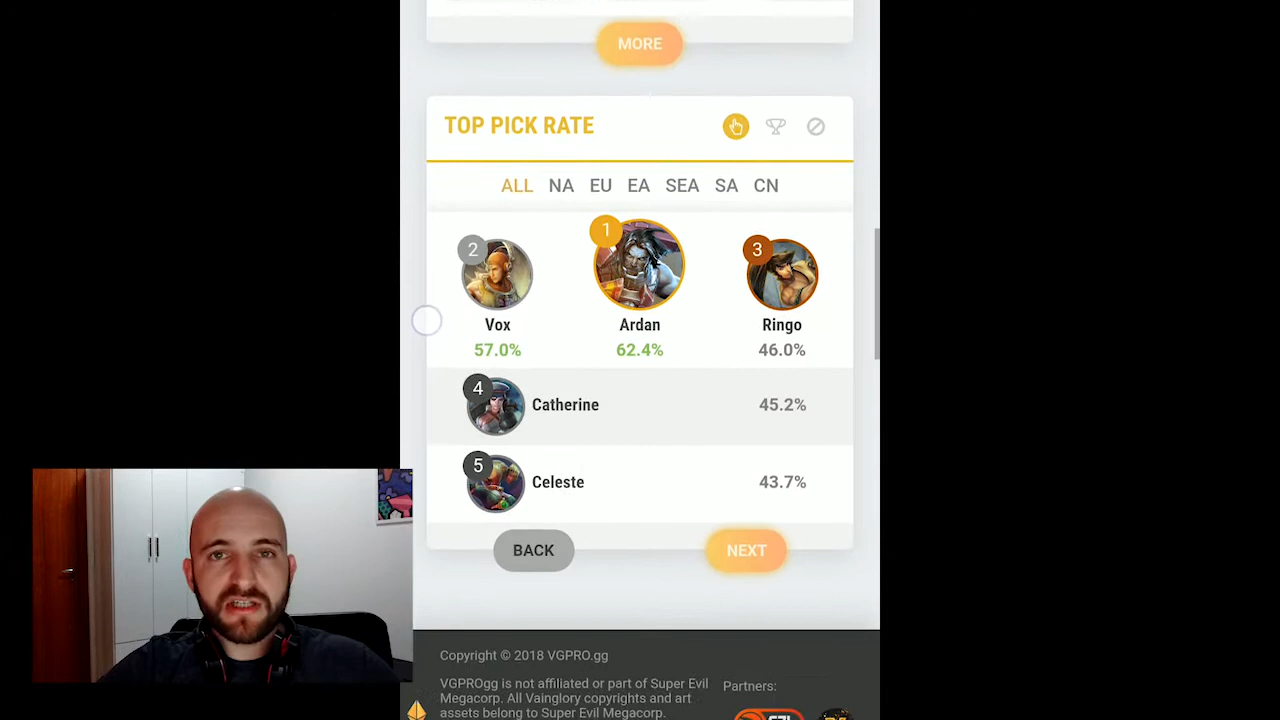 MORE
TOP PICK RATE
ALL NA EU EA SEA SA CN
2 1 3
Vox Ardan Ringo
57.0% 62.4% 46.0%
4 Catherine 45.2%
5 Celeste 43.7%
BACK NEXT
Copyright © 2018 VGPRO.gg
VGPROgg is not affiliated or part of Super Evil
Megacorp. All Vainglory copyrights and art
assets belong to Super Evil Megacorp.
Partners: